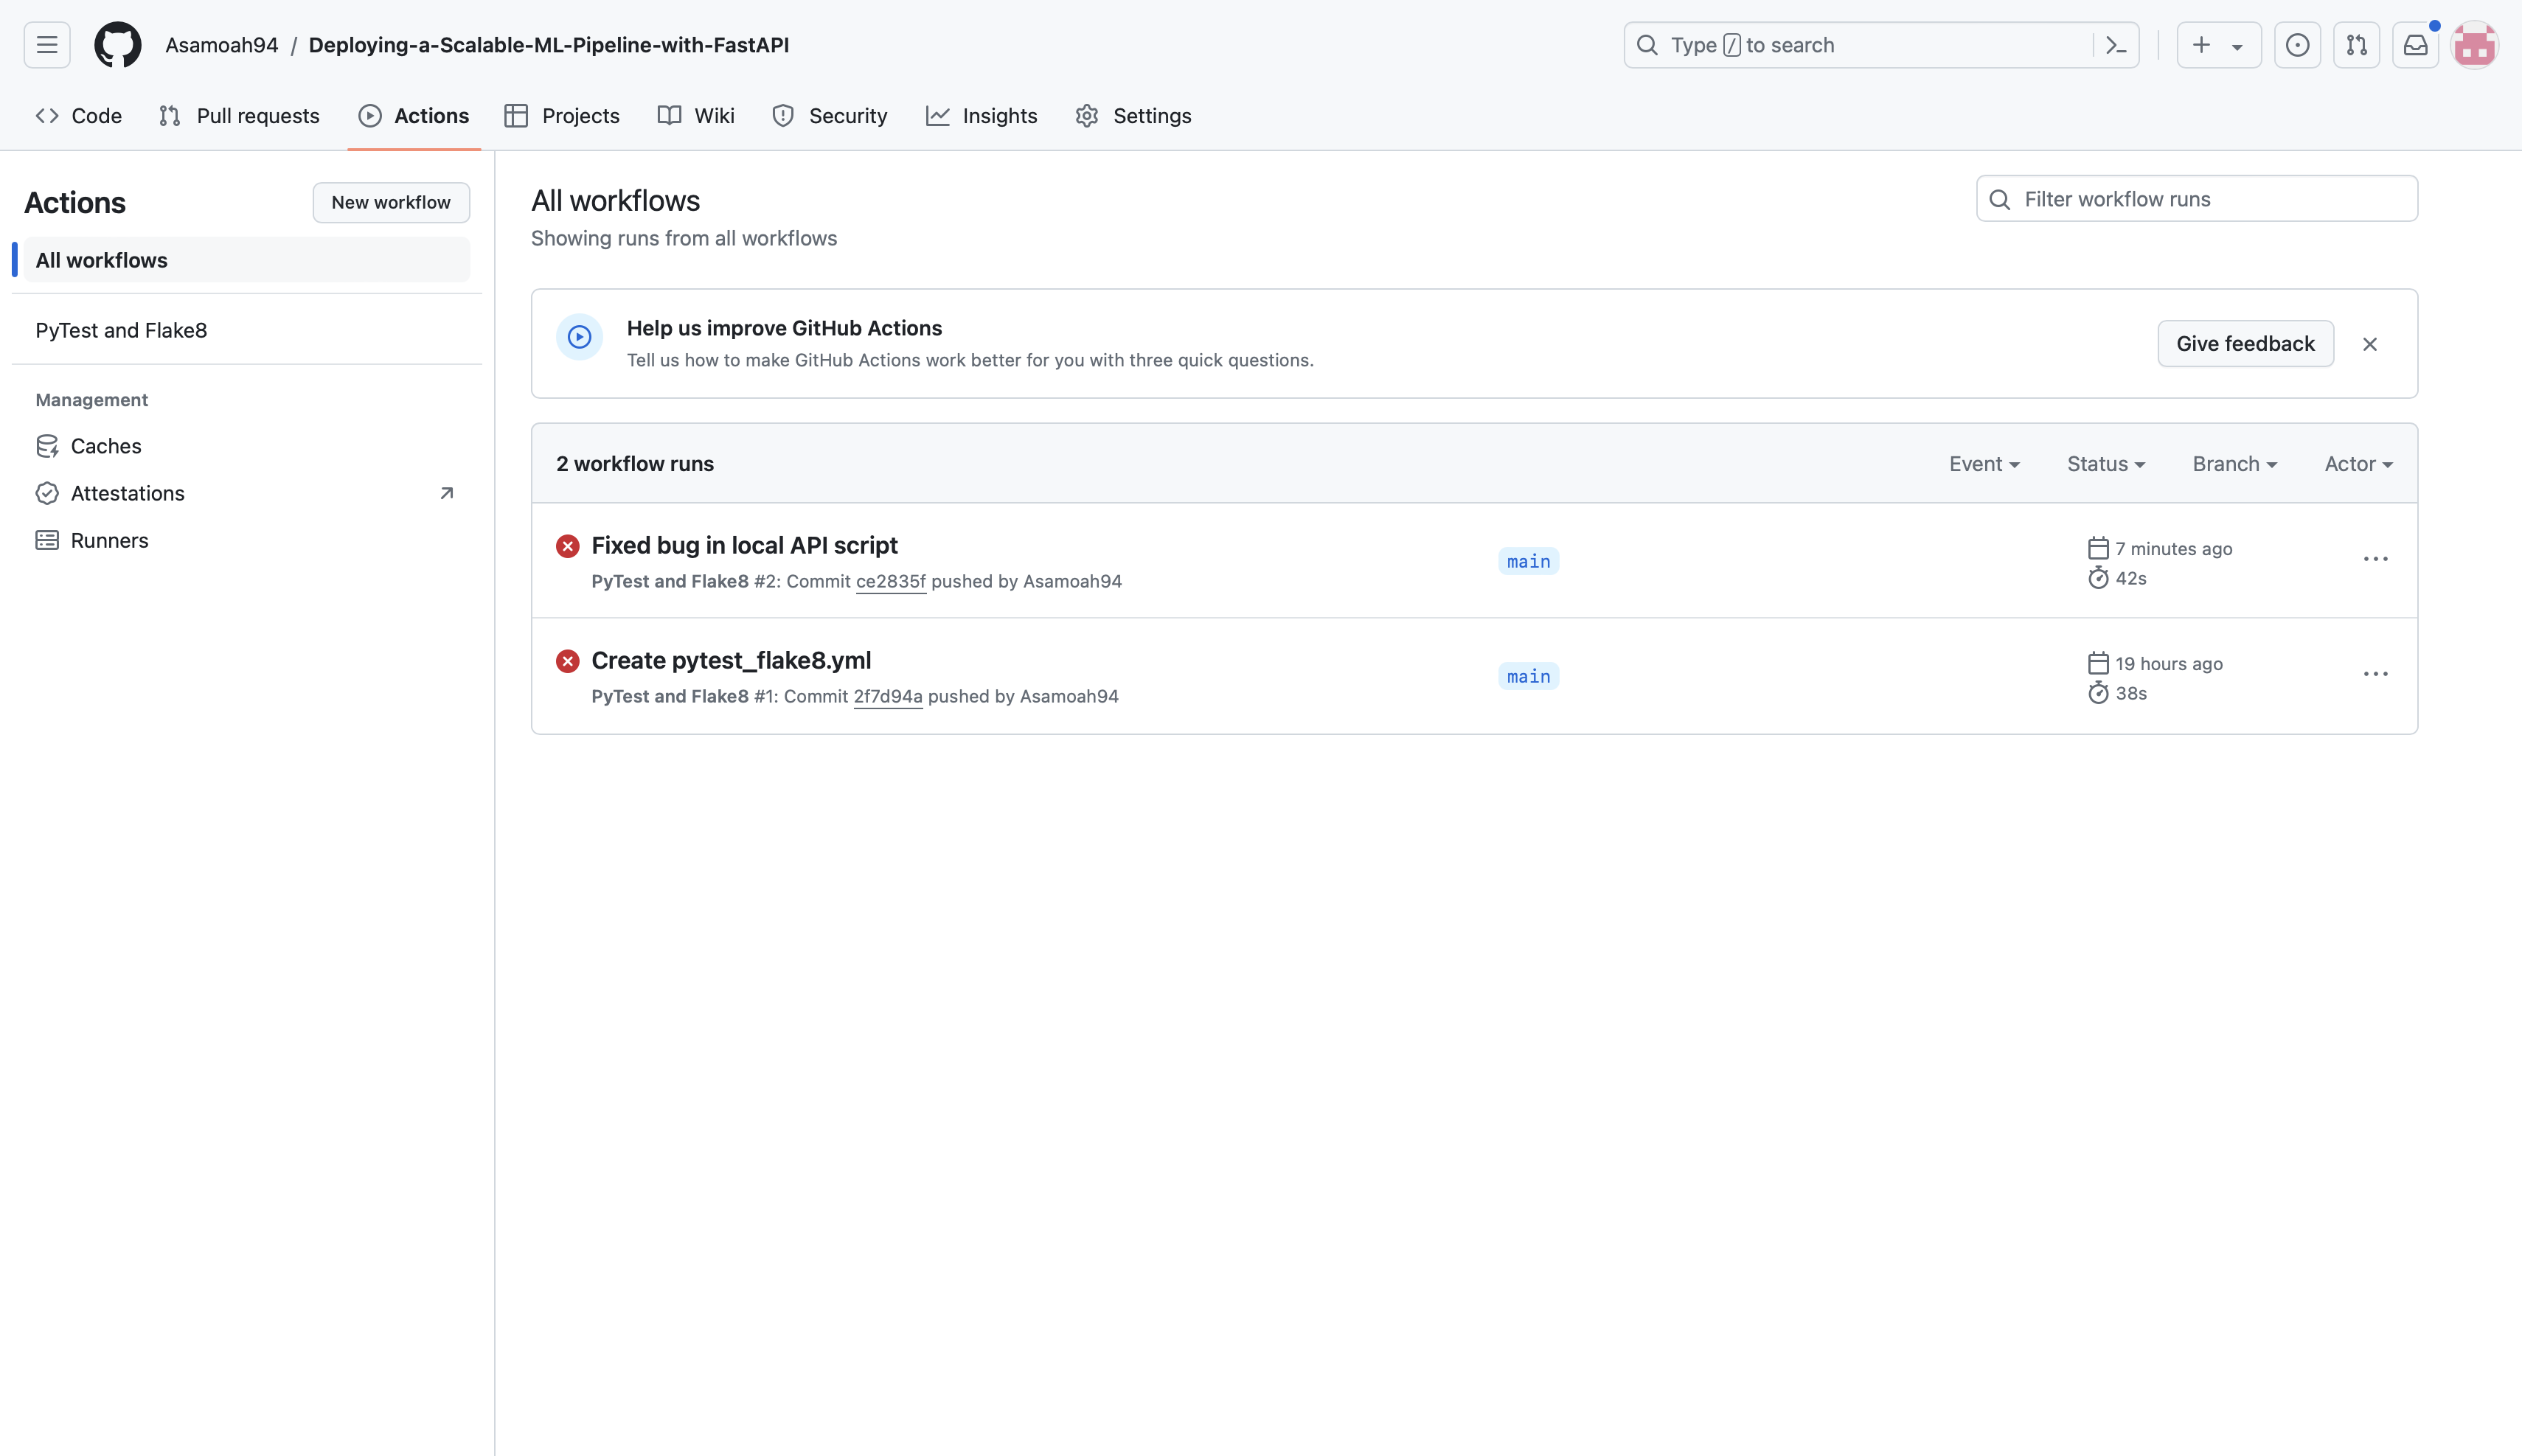 Asamoah94 / Deploying-a-Scalable-ML-Pipeline-with-FastAPI
Type / to search
Code
Pull requests
Actions
Projects
Wiki
Security
Insights
Settings
Actions
New workflow
All workflows
PyTest and Flake8
Management
Caches
Attestations
Runners
All workflows
Showing runs from all workflows
Filter workflow runs
Help us improve GitHub Actions
Tell us how to make GitHub Actions work better for you with three quick questions.
Give feedback
2 workflow runs
Event
Status
Branch
Actor
Fixed bug in local API script
PyTest and Flake8 #2: Commit ce2835f pushed by Asamoah94
main
7 minutes ago
42s
Create pytest_flake8.yml
PyTest and Flake8 #1: Commit 2f7d94a pushed by Asamoah94
main
19 hours ago
38s